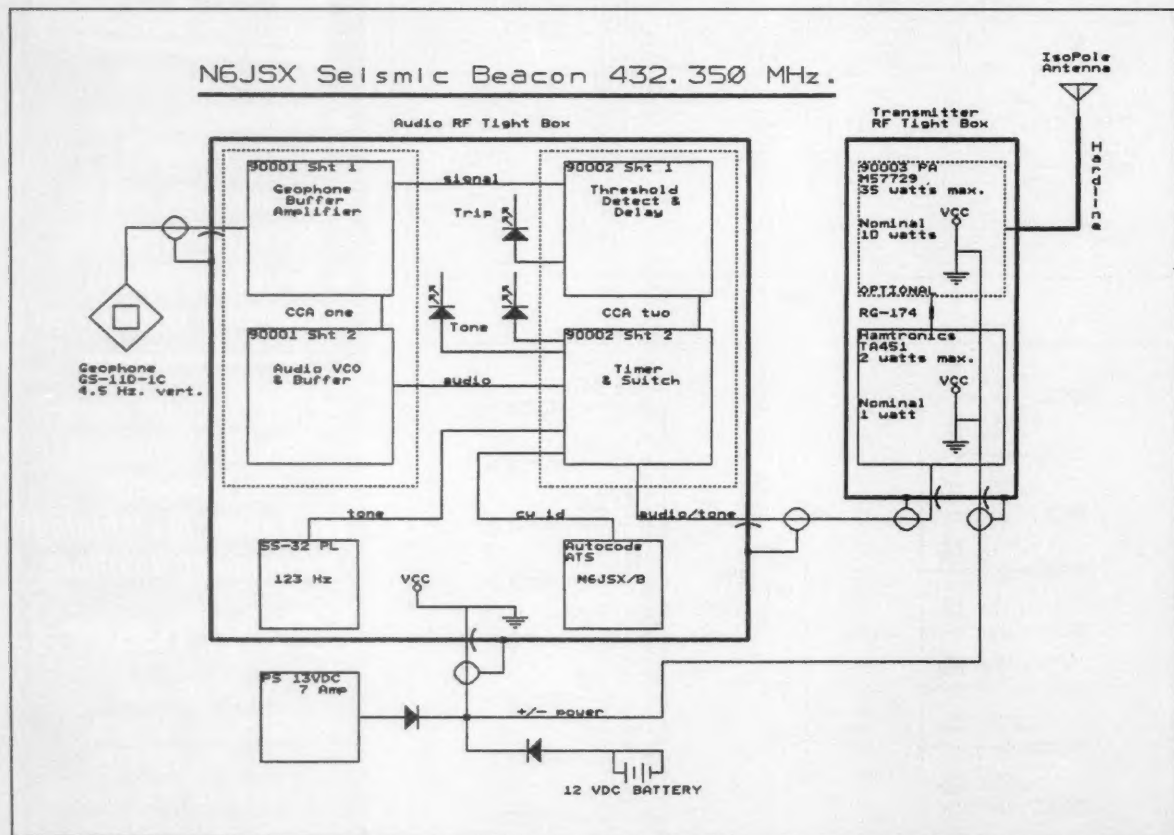 N6JSX Seismic Beacon 432.350 MHz.
IsoPole
Antenna
Audio RF Tight Box
Transmitter
RF Tight Box
Hardline
90001 Sht 1
Geophone
Buffer
Amplifier
signal
90002 Sht 1
Threshold
Detect &
Delay
Trip
90003 PA
M57729
35 watts max.
VCC
Nominal
10 watts
OPTIONAL
RG-174
CCA one
Tone
CCA two
90001 Sht 2
Audio VCO
& Buffer
audio
90002 Sht 2
Timer
& Switch
Hamtronics
TA451
2 watts max.
VCC
Nominal
1 watt
Geophone
GS-11D-1C
4.5 Hz. vert.
tone
cw id
audio/tone
SS-32 PL
123 Hz
VCC
Autocode
ATS
N6JSX/B
PS 13VDC
7 Amp
+/- power
12 VDC BATTERY